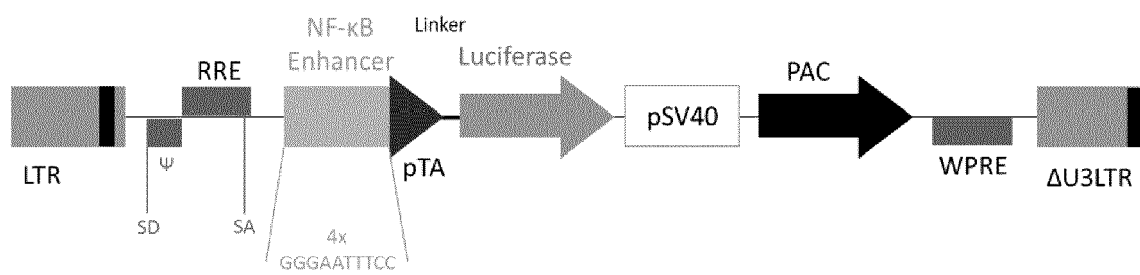 NF-κB
Enhancer
Linker
Luciferase
RRE
PAC
pSV40
LTR
Ψ
pTA
WPRE
ΔU3LTR
SD
SA
4x
GGGAATTTCC